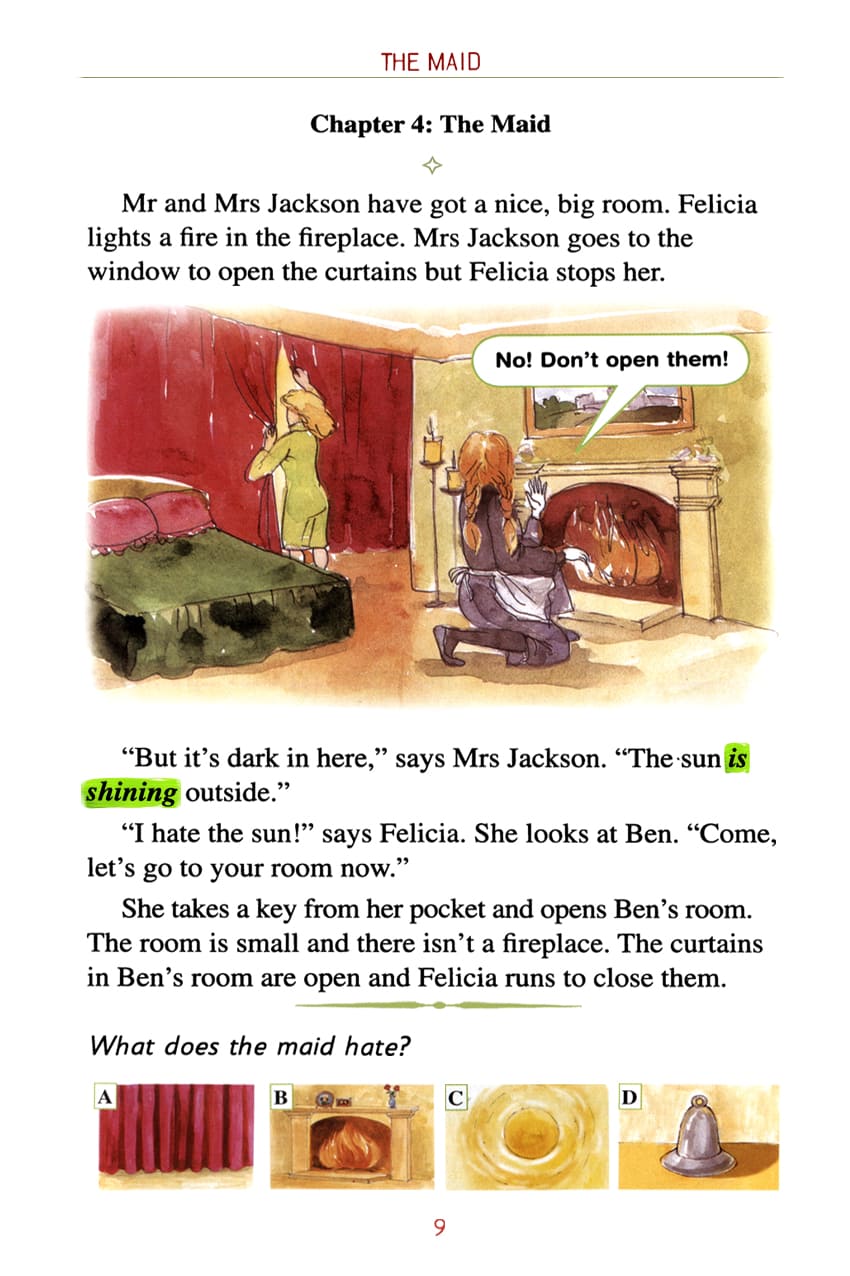 THE MAID
Chapter 4: The Maid
Mr and Mrs Jackson have got a nice, big room. Felicia
lights a fire in the fireplace. Mrs Jackson goes to the
window to open the curtains but Felicia stops her.
No! Don't open them!
“But it's dark in here,” says Mrs Jackson. “The sun is
shining outside.”
“I hate the sun!” says Felicia. She looks at Ben. “Come,
let's go to your room now.”
She takes a key from her pocket and opens Ben's room.
The room is small and there isn't a fireplace. The curtains
in Ben's room are open and Felicia runs to close them.
What does the maid hate?
A B C D
9